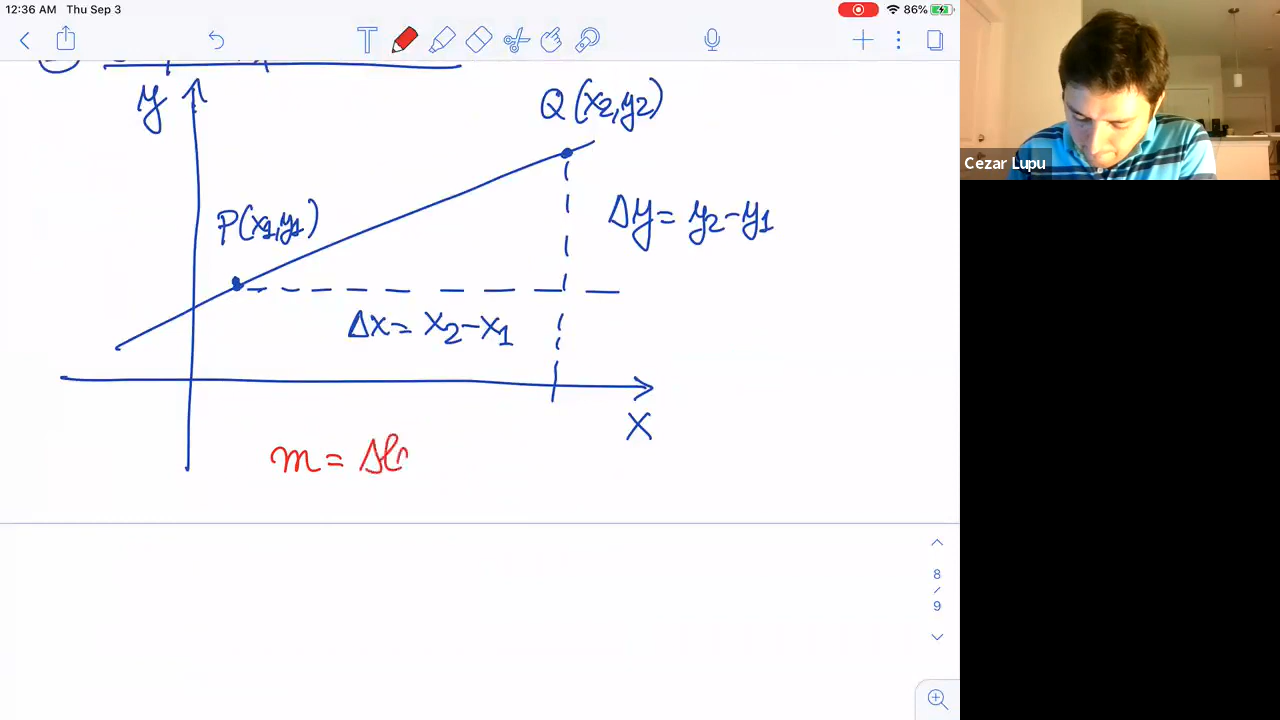 12:36 AM Thu Sep 3
86%
T
y
Q(x2,y2)
P(x1,y1)
Δy = y2-y1
Δx = x2-x1
X
m =
8
/
9
Cezar Lupu